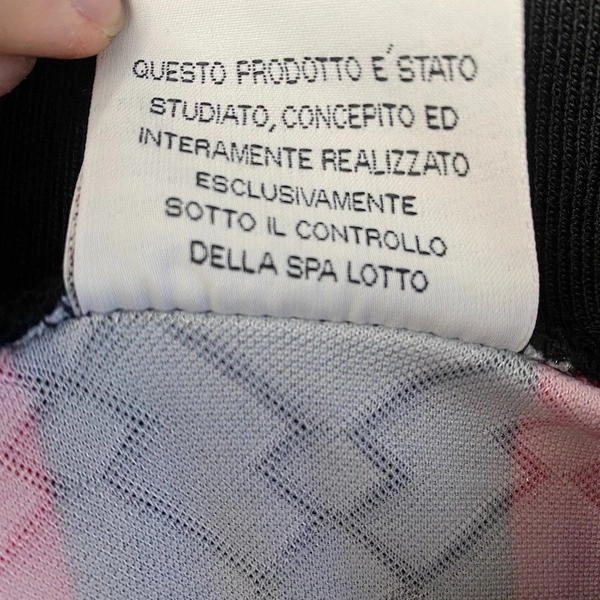 QUESTO PRODOTTO E´ STATO
STUDIATO, CONCEPITO ED
INTERAMENTE REALIZZATO
ESCLUSIVAMENTE
SOTTO IL CONTROLLO
DELLA SPA LOTTO